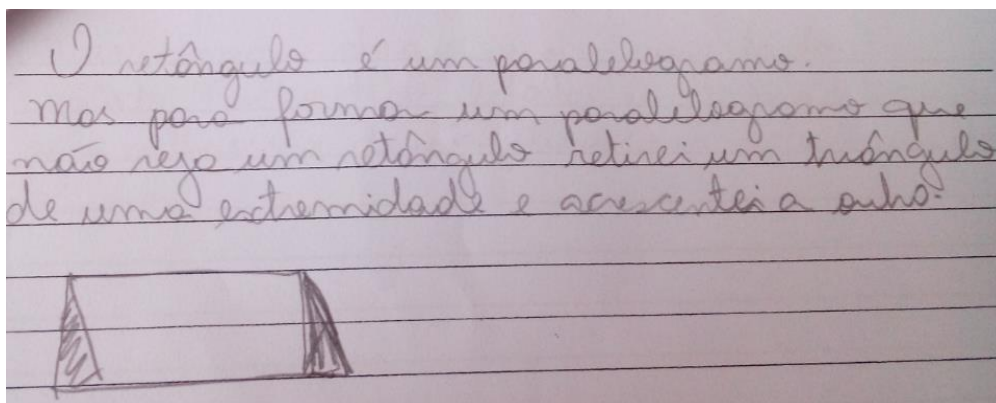 O retângulo é um paralelogramo.
Mas para formar um paralelogramo que
não seja um retângulo retirei um triângulo
de uma extremidade e acrescentei a outra.